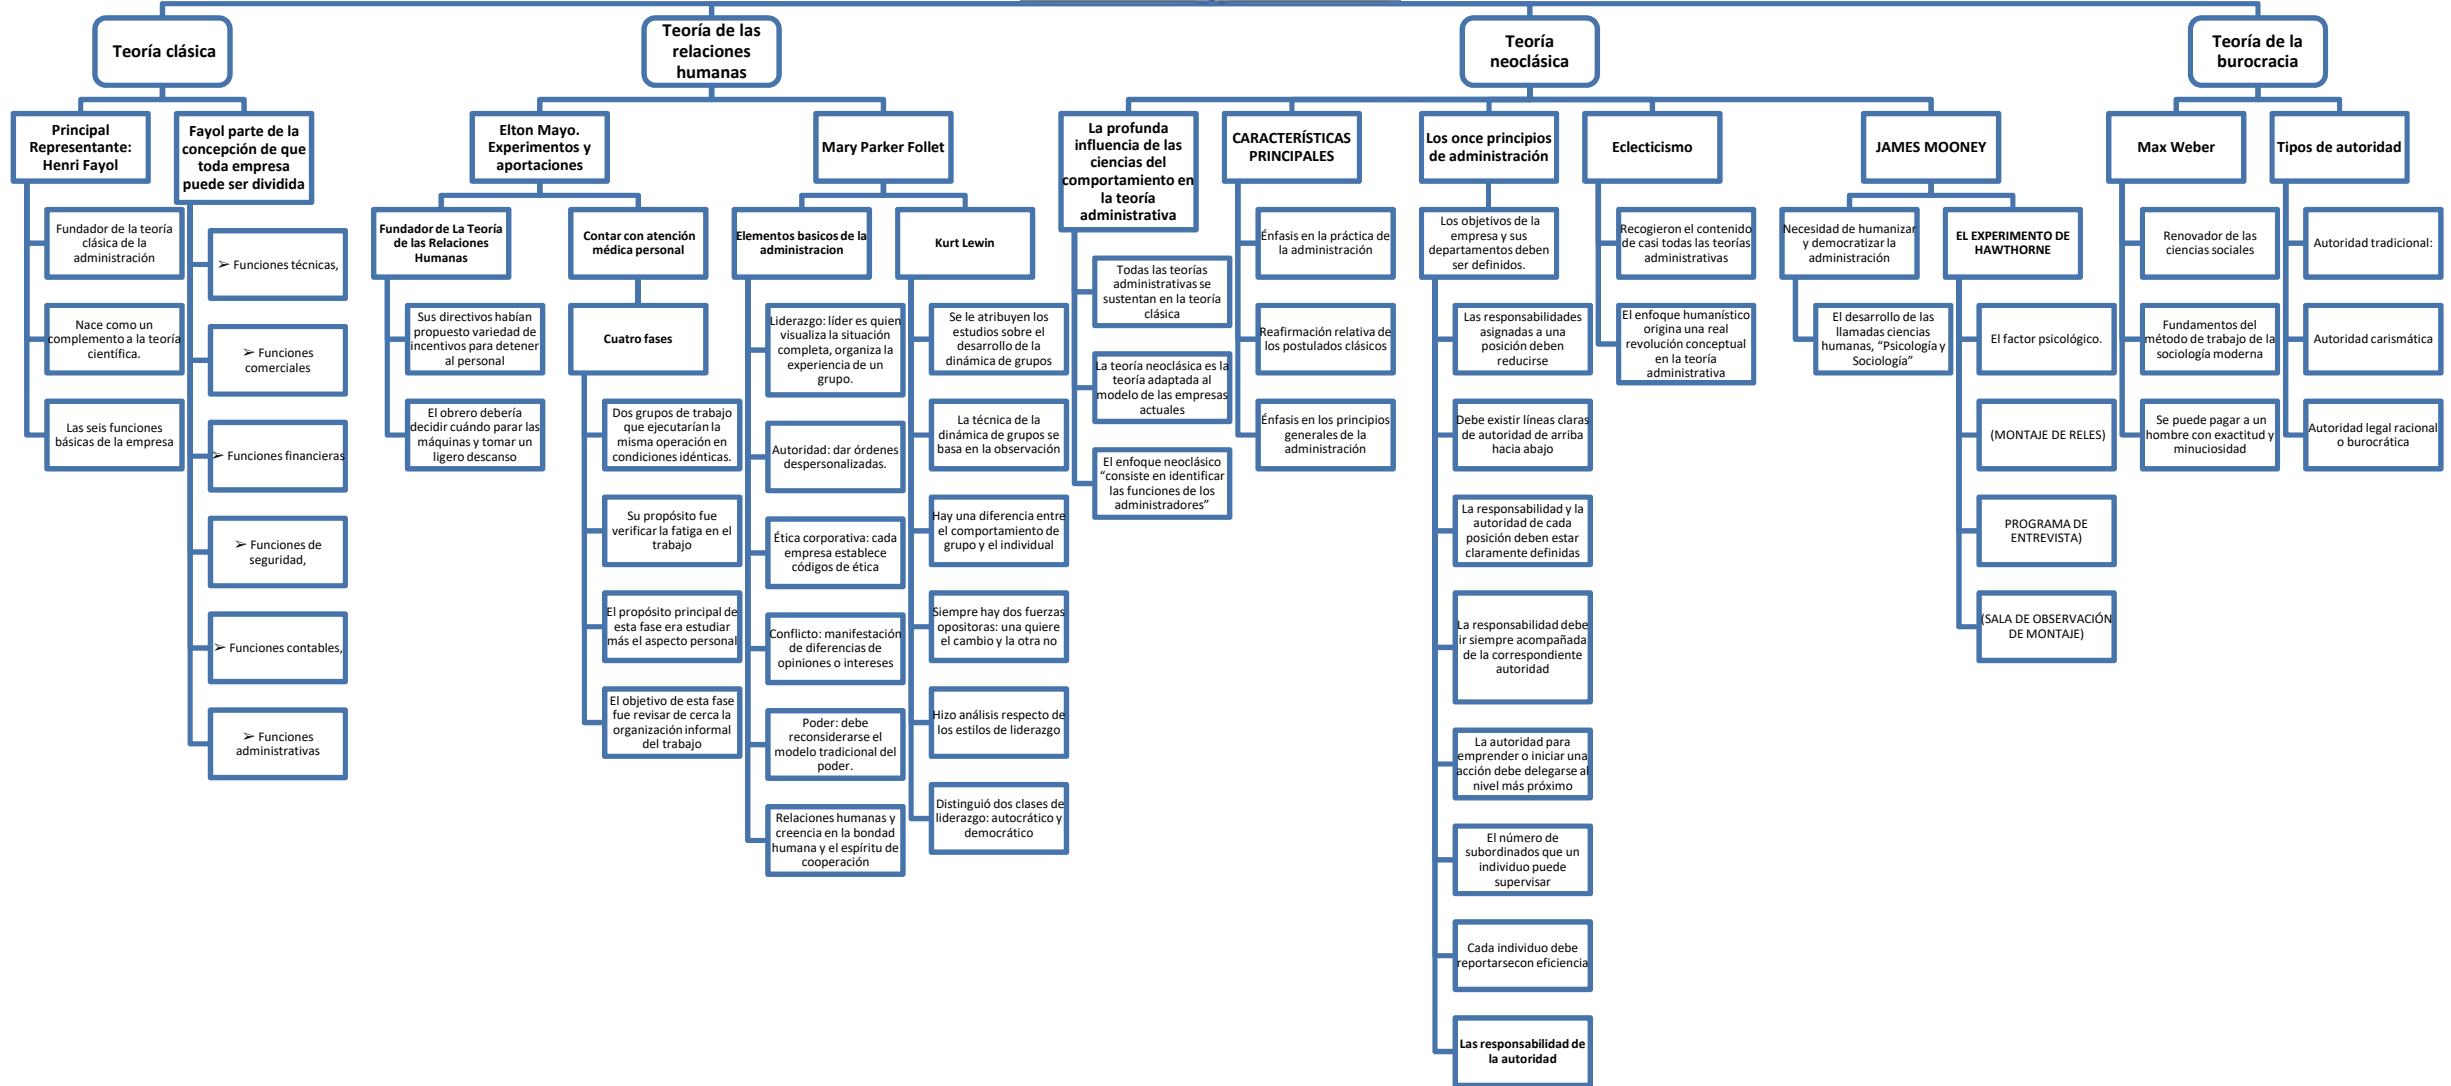 Teoría clásica
Principal
Representante:
Henri Fayol
Fundador de la teoría
clásica de la
administración
Nace como un
complemento a la teoría
científica.
Las seis funciones
básicas de la empresa
Fayol parte de la
concepción de que
toda empresa
puede ser dividida
➢ Funciones técnicas,
➢ Funciones
comerciales
➢ Funciones financieras
➢ Funciones de
seguridad,
➢ Funciones contables,
➢ Funciones
administrativas
Teoría de las
relaciones
humanas
Elton Mayo.
Experimentos y
aportaciones
Fundador de La Teoría
de las Relaciones
Humanas
Sus directivos habían
propuesto variedad de
incentivos para detener
al personal
El obrero debería
decidir cuándo parar las
máquinas y tomar un
ligero descanso
Contar con atención
médica personal
Cuatro fases
Dos grupos de trabajo
que ejecutarían la
misma operación en
condiciones idénticas.
Su propósito fue
verificar la fatiga en el
trabajo
El propósito principal de
esta fase era estudiar
más el aspecto personal
El objetivo de esta fase
fue revisar de cerca la
organización informal
del trabajo
Mary Parker Follet
Elementos basicos de la
administracion
Liderazgo: líder es quien
visualiza la situación
completa, organiza la
experiencia de un
grupo.
Autoridad: dar órdenes
despersonalizadas.
Ética corporativa: cada
empresa establece
códigos de ética
Conflicto: manifestación
de diferencias de
opiniones o intereses
Poder: debe
reconsiderarse el
modelo tradicional del
poder.
Relaciones humanas y
creencia en la bondad
humana y el espíritu de
cooperación
Kurt Lewin
Se le atribuyen los
estudios sobre el
desarrollo de la
dinámica de grupos
La técnica de la
dinámica de grupos se
basa en la observación
Hay una diferencia entre
el comportamiento de
grupo y el individual
Siempre hay dos fuerzas
opositoras: una quiere
el cambio y la otra no
Hizo análisis respecto de
los estilos de liderazgo
Distinguió dos clases de
liderazgo: autocrático y
democrático
Teoría
neoclásica
La profunda
influencia de las
ciencias del
comportamiento en
la teoría
administrativa
Todas las teorías
administrativas se
sustentan en la teoría
clásica
La teoría neoclásica es la
teoría adaptada al
modelo de las empresas
actuales
El enfoque neoclásico
“consiste en identificar
las funciones de los
administradores”
CARACTERÍSTICAS
PRINCIPALES
Énfasis en la práctica de
la administración
Reafirmación relativa de
los postulados clásicos
Énfasis en los principios
generales de la
administración
Los once principios
de administración
Los objetivos de la
empresa y sus
departamentos deben
ser definidos.
Las responsabilidades
asignadas a una
posición deben
reducirse
Debe existir líneas claras
de autoridad de arriba
hacia abajo
La responsabilidad y la
autoridad de cada
posición deben estar
claramente definidas
La responsabilidad debe
ir siempre acompañada
de la correspondiente
autoridad
La autoridad para
emprender o iniciar una
acción debe delegarse al
nivel más próximo
El número de
subordinados que un
individuo puede
supervisar
Cada individuo debe
reportarsecon eficiencia
Las responsabilidad de
la autoridad
Eclecticismo
Recogieron el contenido
de casi todas las teorías
administrativas
El enfoque humanístico
origina una real
revolución conceptual
en la teoría
administrativa
JAMES MOONEY
Necesidad de humanizar
y democratizar la
administración
El desarrollo de las
llamadas ciencias
humanas, “Psicología y
Sociología”
EL EXPERIMENTO DE
HAWTHORNE
El factor psicológico.
(MONTAJE DE RELES)
PROGRAMA DE
ENTREVISTA)
(SALA DE OBSERVACIÓN
DE MONTAJE)
Teoría de la
burocracia
Max Weber
Renovador de las
ciencias sociales
Fundamentos del
método de trabajo de la
sociología moderna
Se puede pagar a un
hombre con exactitud y
minuciosidad
Tipos de autoridad
Autoridad tradicional:
Autoridad carismática
Autoridad legal racional
o burocrática